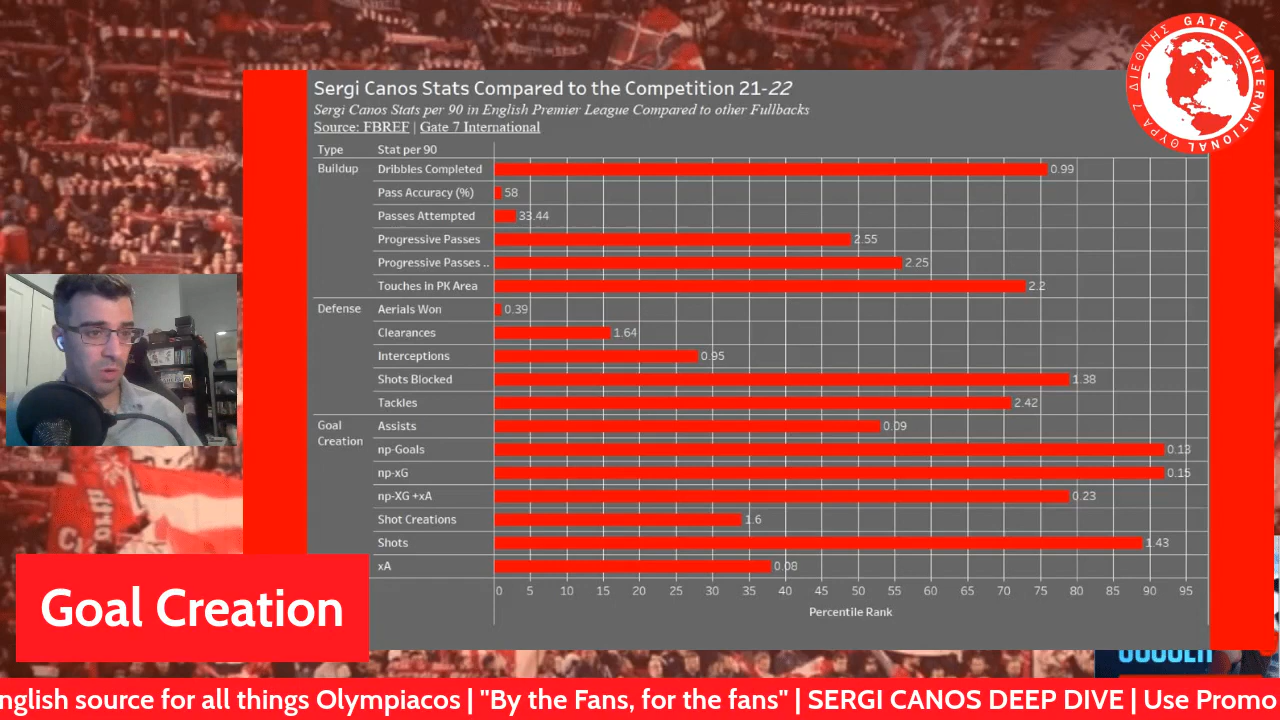 ΘΥΡΑ 7 ΔΙΕΘΝΗΣ GATE 7 INTERNATIONAL
Sergi Canos Stats Compared to the Competition 21-22
Sergi Canos Stats per 90 in English Premier League Compared to other Fullbacks
Source: FBREF | Gate 7 International
Type Stat per 90
Buildup Dribbles Completed 0.99
Pass Accuracy (%) 58
Passes Attempted 33.44
Progressive Passes 2.55
Progressive Passes .. 2.25
Touches in PK Area 2.2
Defense Aerials Won 0.39
Clearances 1.64
Interceptions 0.95
Shots Blocked 1.38
Tackles 2.42
Goal Creation Assists 0.09
np-Goals 0.13
np-xG 0.15
np-XG +xA 0.23
Shot Creations 1.6
Shots 1.43
xA 0.08
0 5 10 15 20 25 30 35 40 45 50 55 60 65 70 75 80 85 90 95
Percentile Rank
Goal Creation
nglish source for all things Olympiacos | "By the Fans, for the fans" | SERGI CANOS DEEP DIVE | Use Promo